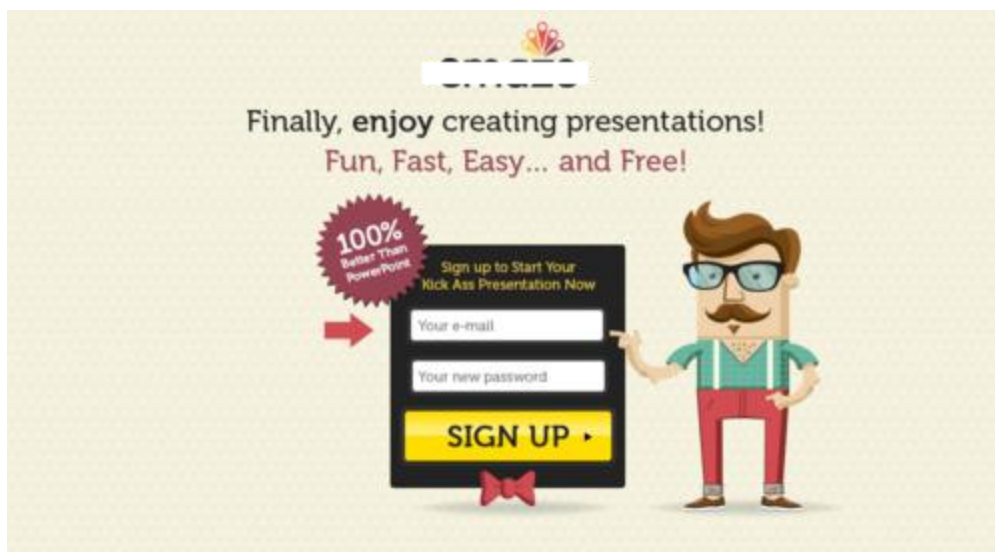 Finally, enjoy creating presentations!
Fun, Fast, Easy... and Free!
100%
Better Than
PowerPoint
Sign up to Start Your
Kick Ass Presentation Now
Your e-mail
Your new password
SIGN UP